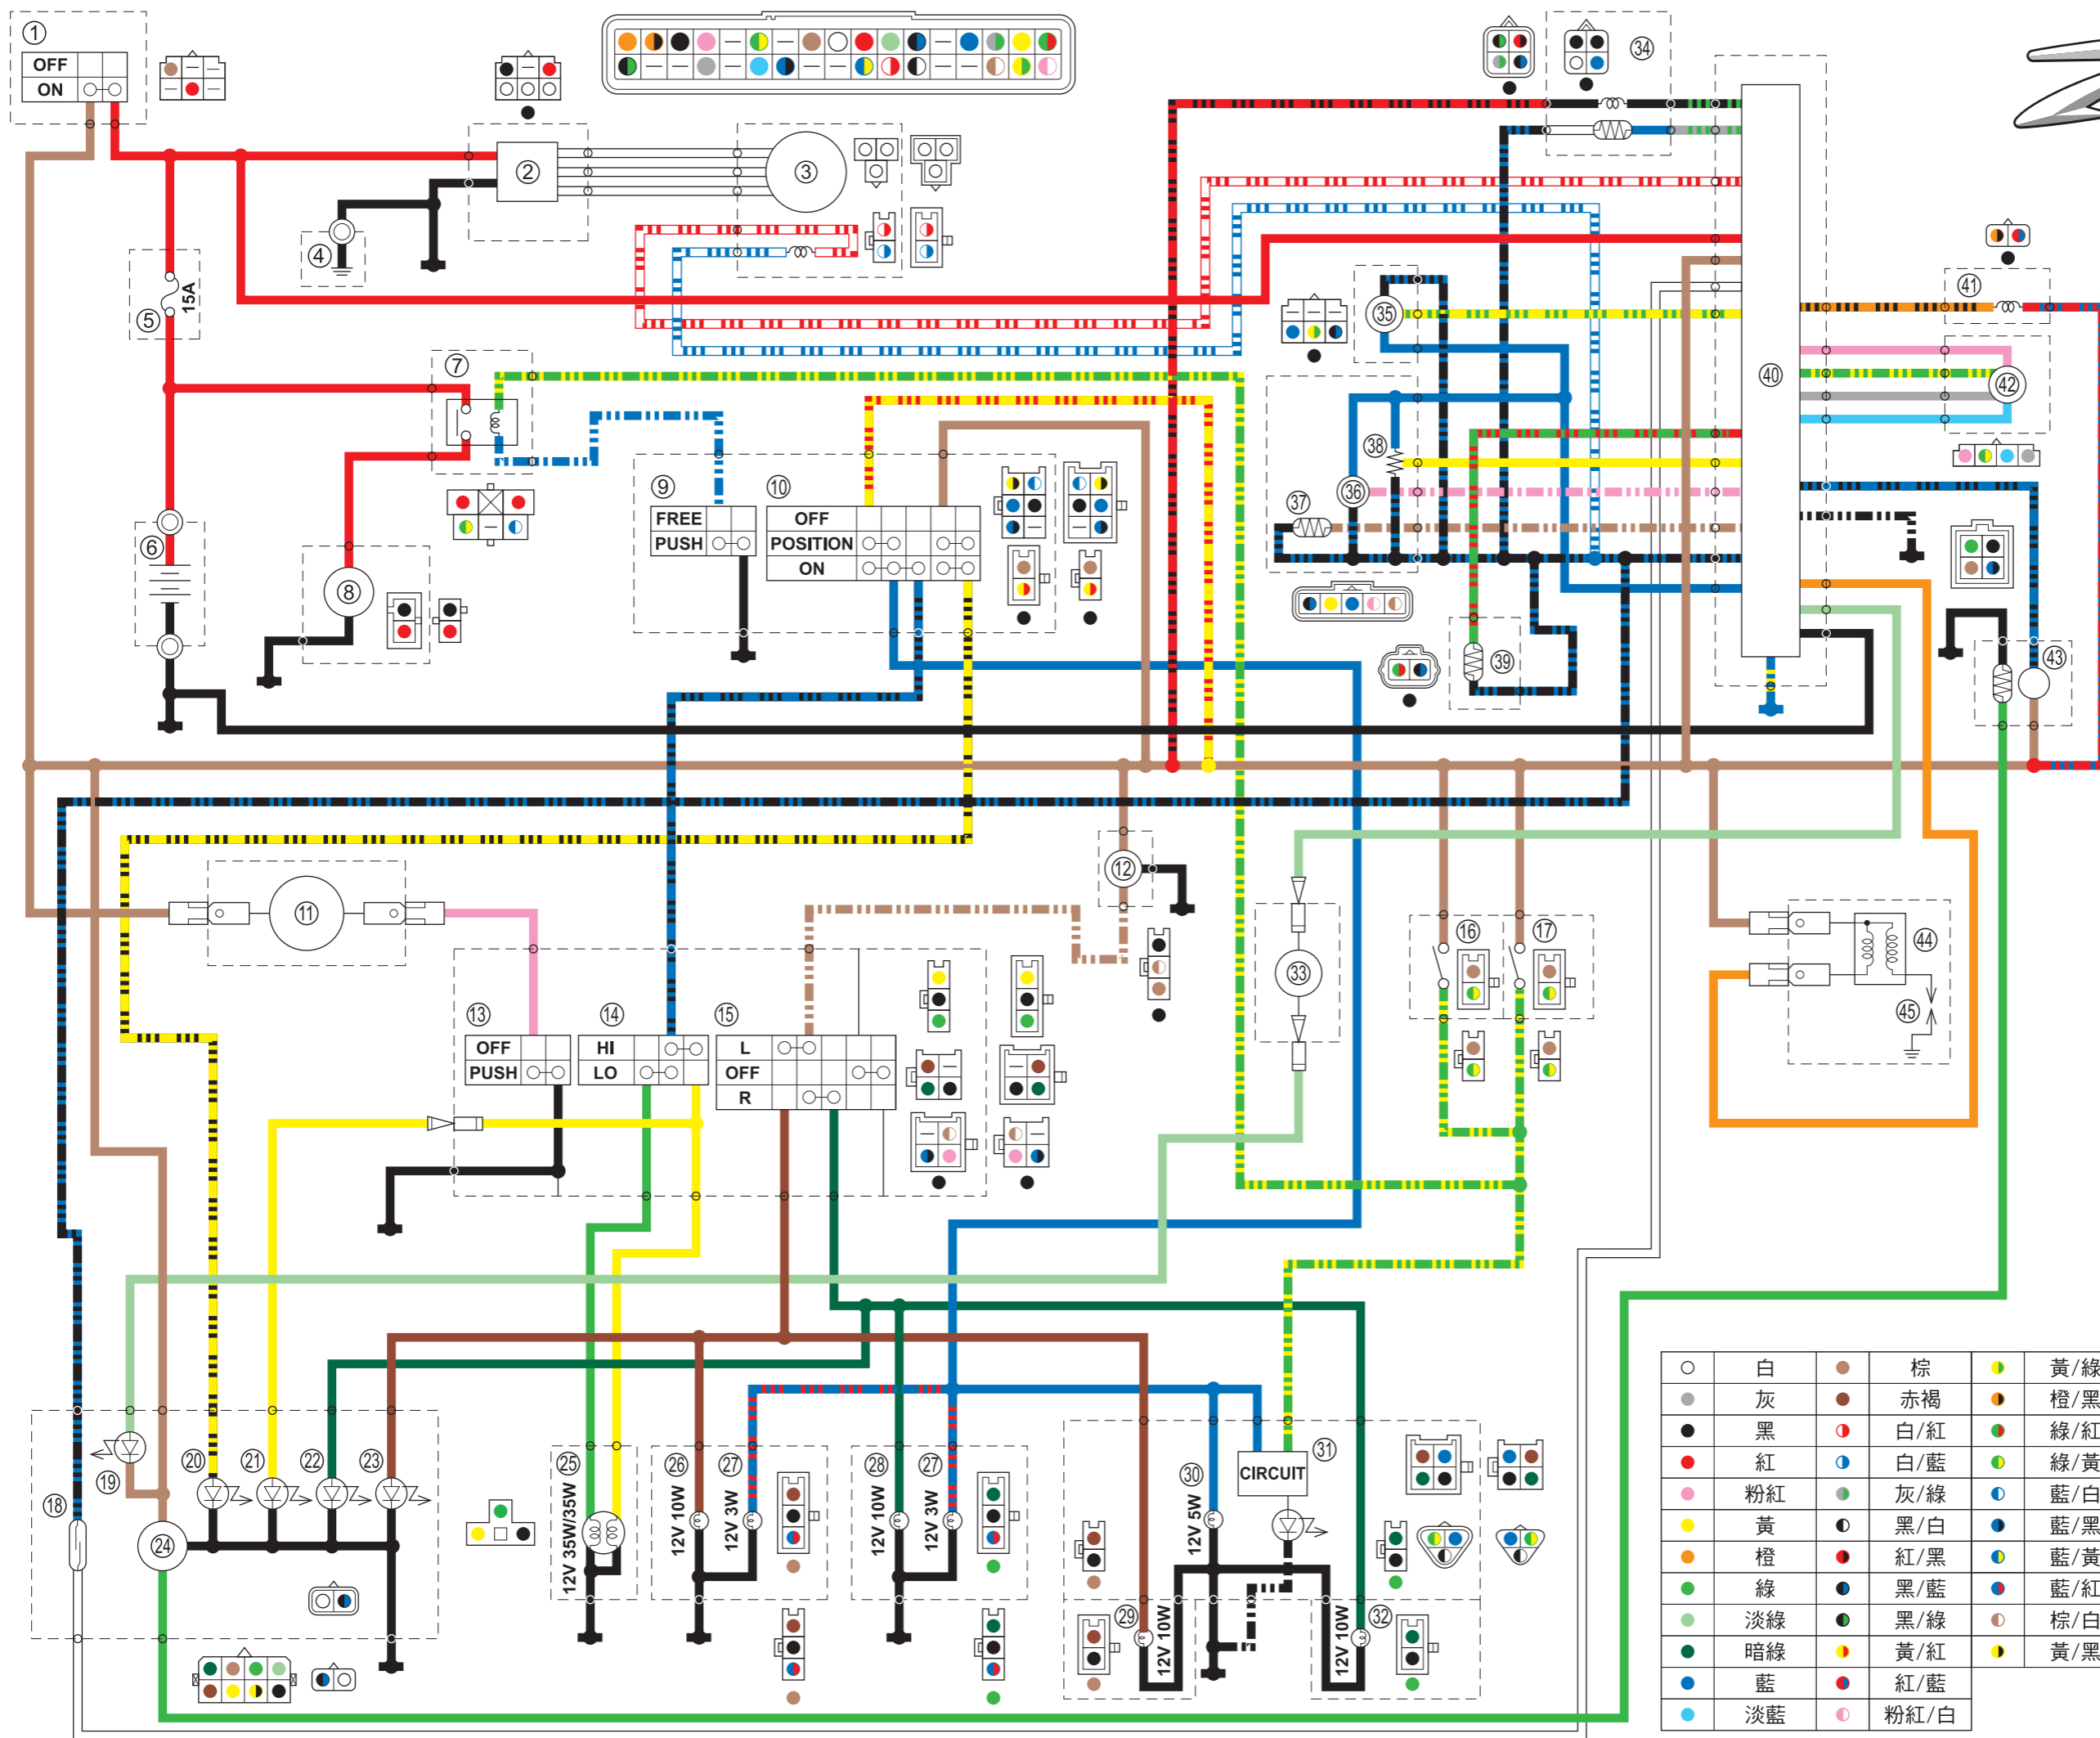 ①
OFF
ON
②
③
④
⑤
15A
⑥
⑦
⑧
⑨
FREE
PUSH
⑩
OFF
POSITION
ON
⑪
⑫
⑬
OFF
PUSH
⑭
HI
LO
⑮
L
OFF
R
⑯
⑰
⑱
⑲
⑳
㉑
㉒
㉓
㉔
㉕
12V 35W/35W
㉖
12V 10W
㉗
12V 3W
㉘
12V 10W
㉗
12V 3W
㉙
12V 10W
㉚
12V 5W
㉛
CIRCUIT
㉜
12V 10W
㉝
㉞
㉟
㊱
㊲
㊳
㊴
㊵
㊶
㊷
㊸
㊹
㊺
白 棕 黃/綠
灰 赤褐 橙/黑
黑 白/紅 綠/紅
紅 白/藍 綠/黃
粉紅 灰/綠 藍/白
黃 黑/白 藍/黑
橙 紅/黑 藍/黃
綠 黑/藍 藍/紅
淡綠 黑/綠 棕/白
暗綠 黃/紅 黃/黑
藍 紅/藍
淡藍 粉紅/白